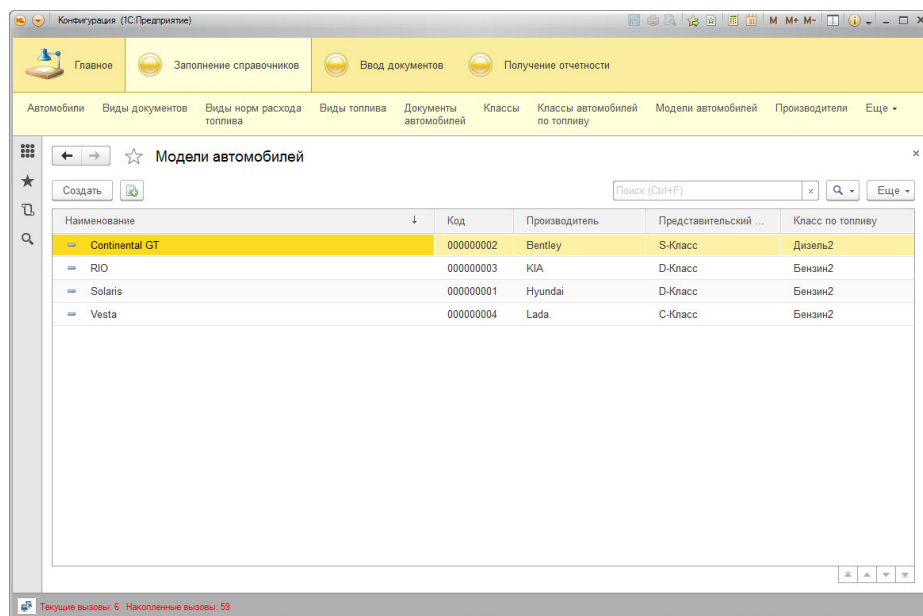 Конфигурация (1С:Предприятие)
M M+ M-
Главное Заполнение справочников Ввод документов Получение отчетности
Автомобили Виды документов Виды норм расхода топлива Виды топлива Документы автомобилей Классы Классы автомобилей по топливу Модели автомобилей Производители Еще
Модели автомобилей
Создать Поиск (Ctrl+F) Еще
Наименование Код Производитель Представительский ... Класс по топливу
Continental GT 000000002 Bentley S-Класс Дизель2
RIO 000000003 KIA D-Класс Бензин2
Solaris 000000001 Hyundai D-Класс Бензин2
Vesta 000000004 Lada C-Класс Бензин2
Текущие вызовы: 6 Накопленные вызовы: 59